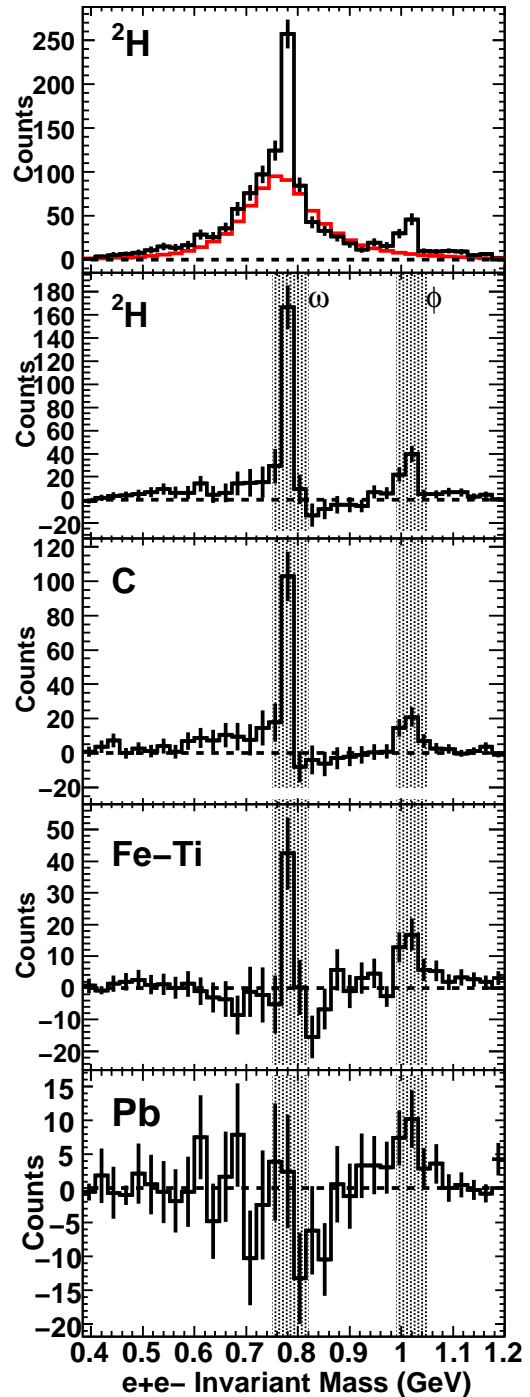 250
²H
200
Counts
150
100
50
0
180
²H
ω
ϕ
160
140
120
Counts
100
80
60
40
20
0
−20
120
C
100
80
Counts
60
40
20
0
−20
50
Fe−Ti
40
30
Counts
20
10
0
−10
−20
15
Pb
10
5
Counts
0
−5
−10
−15
−20
0.4 0.5 0.6 0.7 0.8 0.9 1 1.1 1.2
e+e− Invariant Mass (GeV)